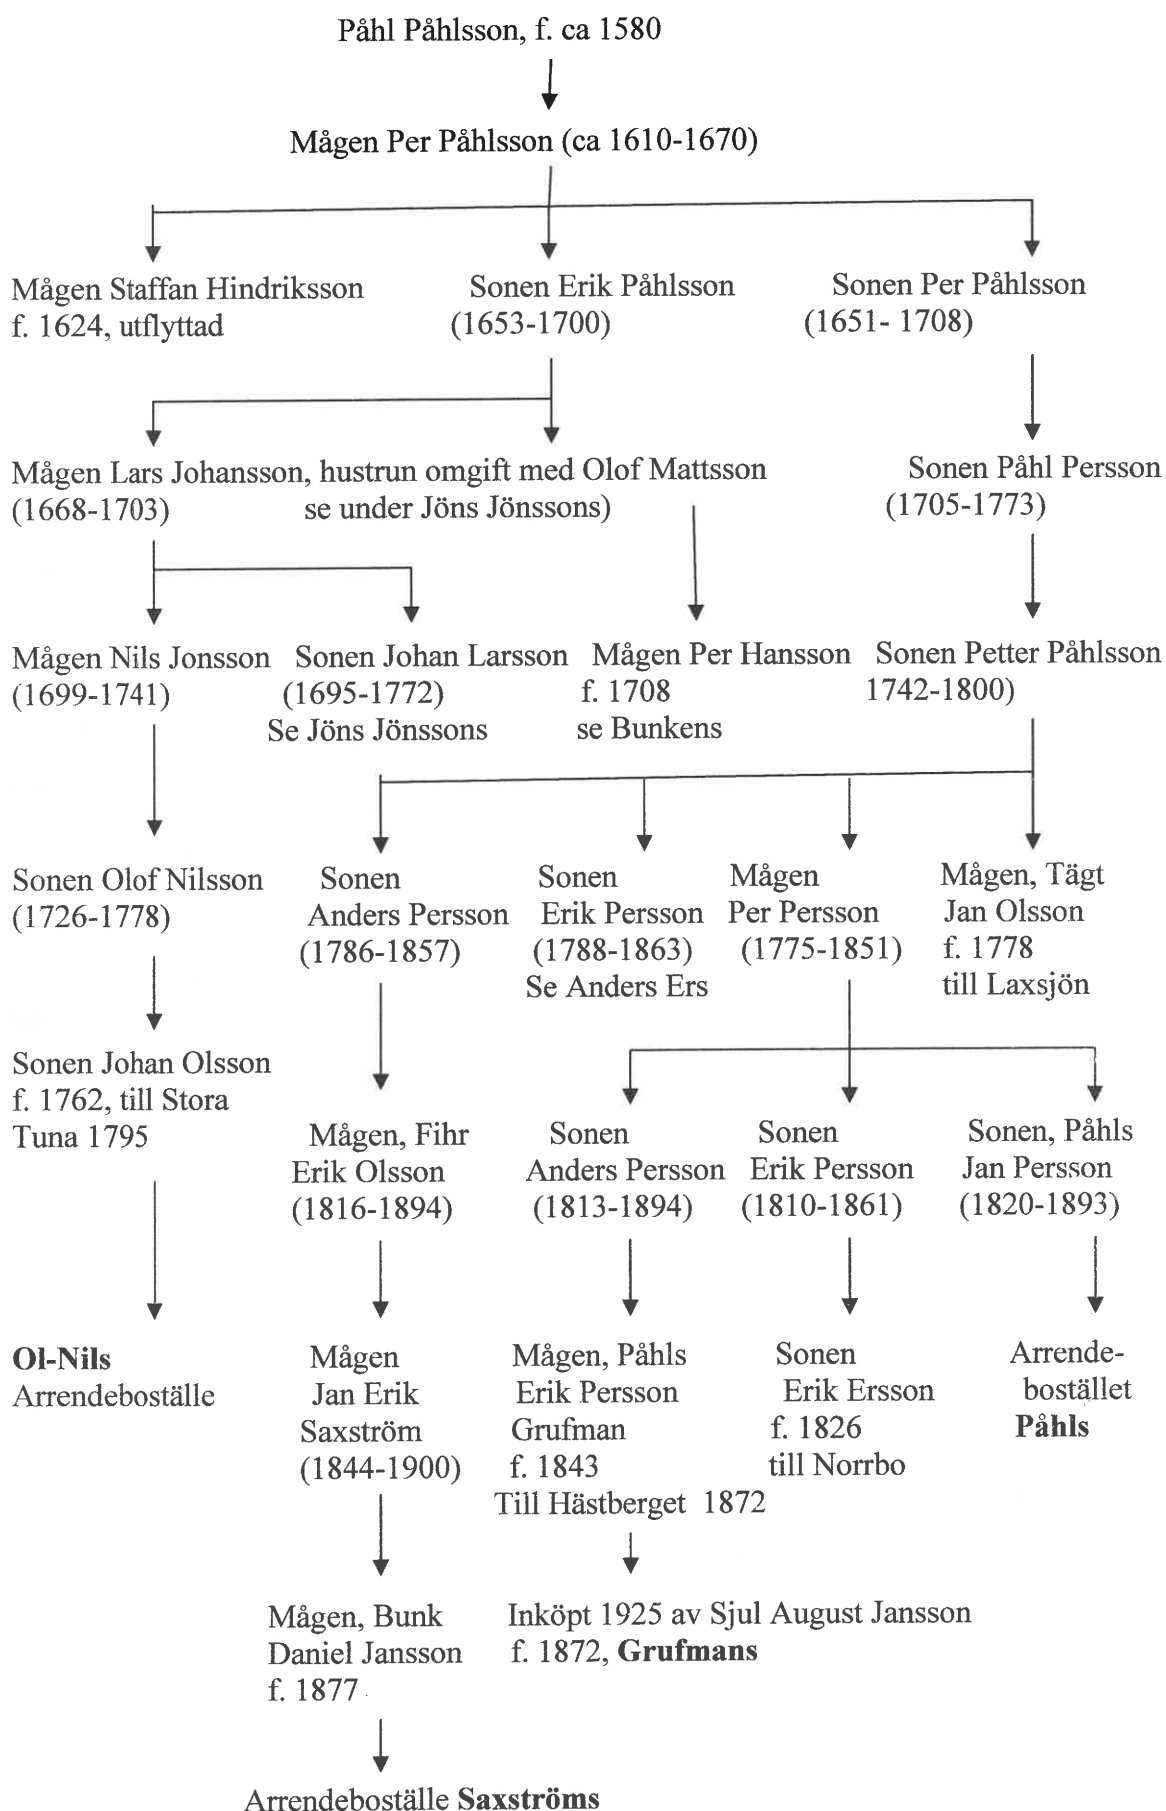 Påhl Påhlsson, f. ca 1580
Mågen Per Påhlsson (ca 1610-1670)
Mågen Staffan Hindriksson
f. 1624, utflyttad
Sonen Erik Påhlsson
(1653-1700)
Sonen Per Påhlsson
(1651- 1708)
Mågen Lars Johansson, hustrun omgift med Olof Mattsson
(1668-1703)
se under Jöns Jönssons)
Sonen Påhl Persson
(1705-1773)
Mågen Nils Jonsson
(1699-1741)
Sonen Johan Larsson
(1695-1772)
Se Jöns Jönssons
Mågen Per Hansson
f. 1708
se Bunkens
Sonen Petter Påhlsson
1742-1800)
Sonen Olof Nilsson
(1726-1778)
Sonen
Anders Persson
(1786-1857)
Sonen
Erik Persson
(1788-1863)
Se Anders Ers
Mågen
Per Persson
(1775-1851)
Mågen, Tägt
Jan Olsson
f. 1778
till Laxsjön
Sonen Johan Olsson
f. 1762, till Stora
Tuna 1795
Mågen, Fihr
Erik Olsson
(1816-1894)
Sonen
Anders Persson
(1813-1894)
Sonen
Erik Persson
(1810-1861)
Sonen, Påhls
Jan Persson
(1820-1893)
Ol-Nils
Arrendeboställe
Mågen
Jan Erik
Saxström
(1844-1900)
Mågen, Påhls
Erik Persson
Grufman
f. 1843
Till Hästberget 1872
Sonen
Erik Ersson
f. 1826
till Norrbo
Arrende-
bostället
Påhls
Mågen, Bunk
Daniel Jansson
f. 1877
Inköpt 1925 av Sjul August Jansson
f. 1872, Grufmans
Arrendeboställe Saxströms